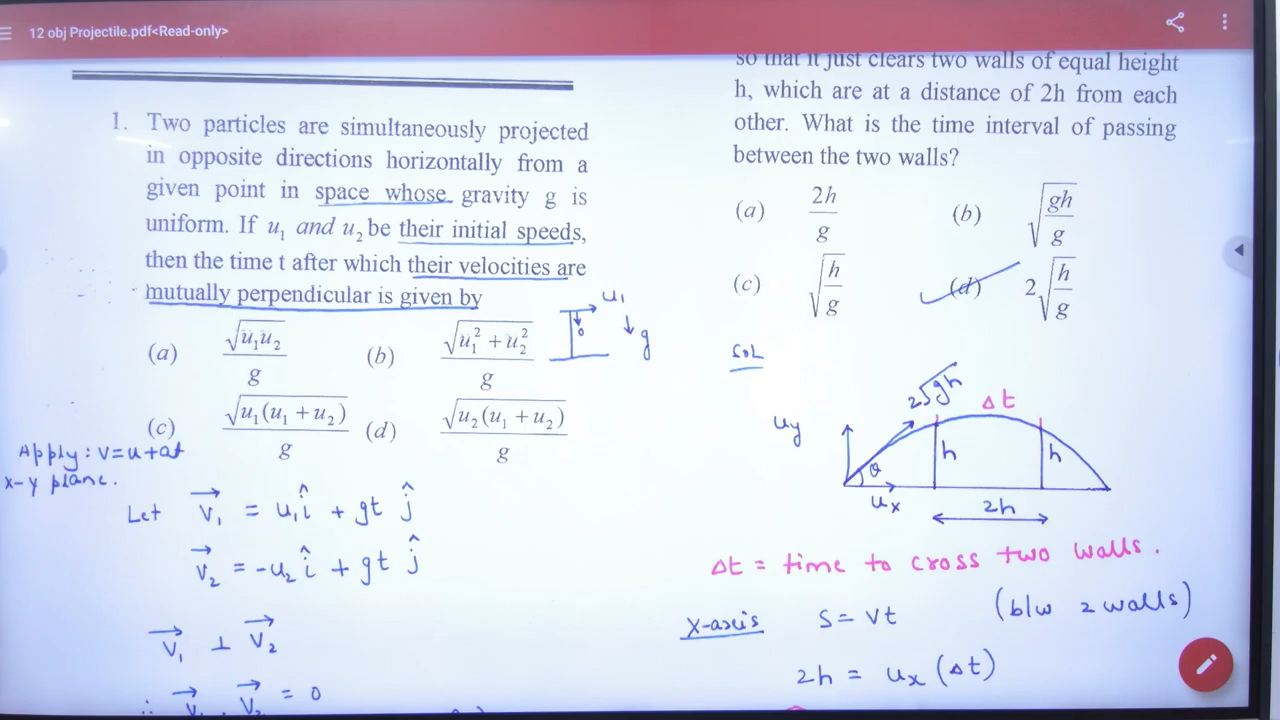 12 obj Projectile.pdf<Read-only>
1. Two particles are simultaneously projected
in opposite directions horizontally from a
given point in space whose gravity g is
uniform. If u₁ and u₂ be their initial speeds,
then the time t after which their velocities are
mutually perpendicular is given by
(a) √(u₁u₂)/g (b) √(u₁² + u₂²)/g
(c) √(u₁(u₁ + u₂))/g (d) √(u₂(u₁ + u₂))/g
u₁
g
Apply: v=u+at
x-y plane.
Let v₁⃗ = u₁î + gt ĵ
v₂⃗ = -u₂î + gt ĵ
v₁⃗ ⊥ v₂⃗
∴ v₁⃗ . v₂⃗ = 0
so that it just clears two walls of equal height
h, which are at a distance of 2h from each
other. What is the time interval of passing
between the two walls?
(a) 2h/g (b) √(gh/g)
(c) √(h/g) (d) 2√(h/g)
Sol
2√gh Δt
uy
h h
θ
ux 2h
Δt = time to cross two walls.
X-axis S = Vt (b/w 2 walls)
2h = ux (Δt)